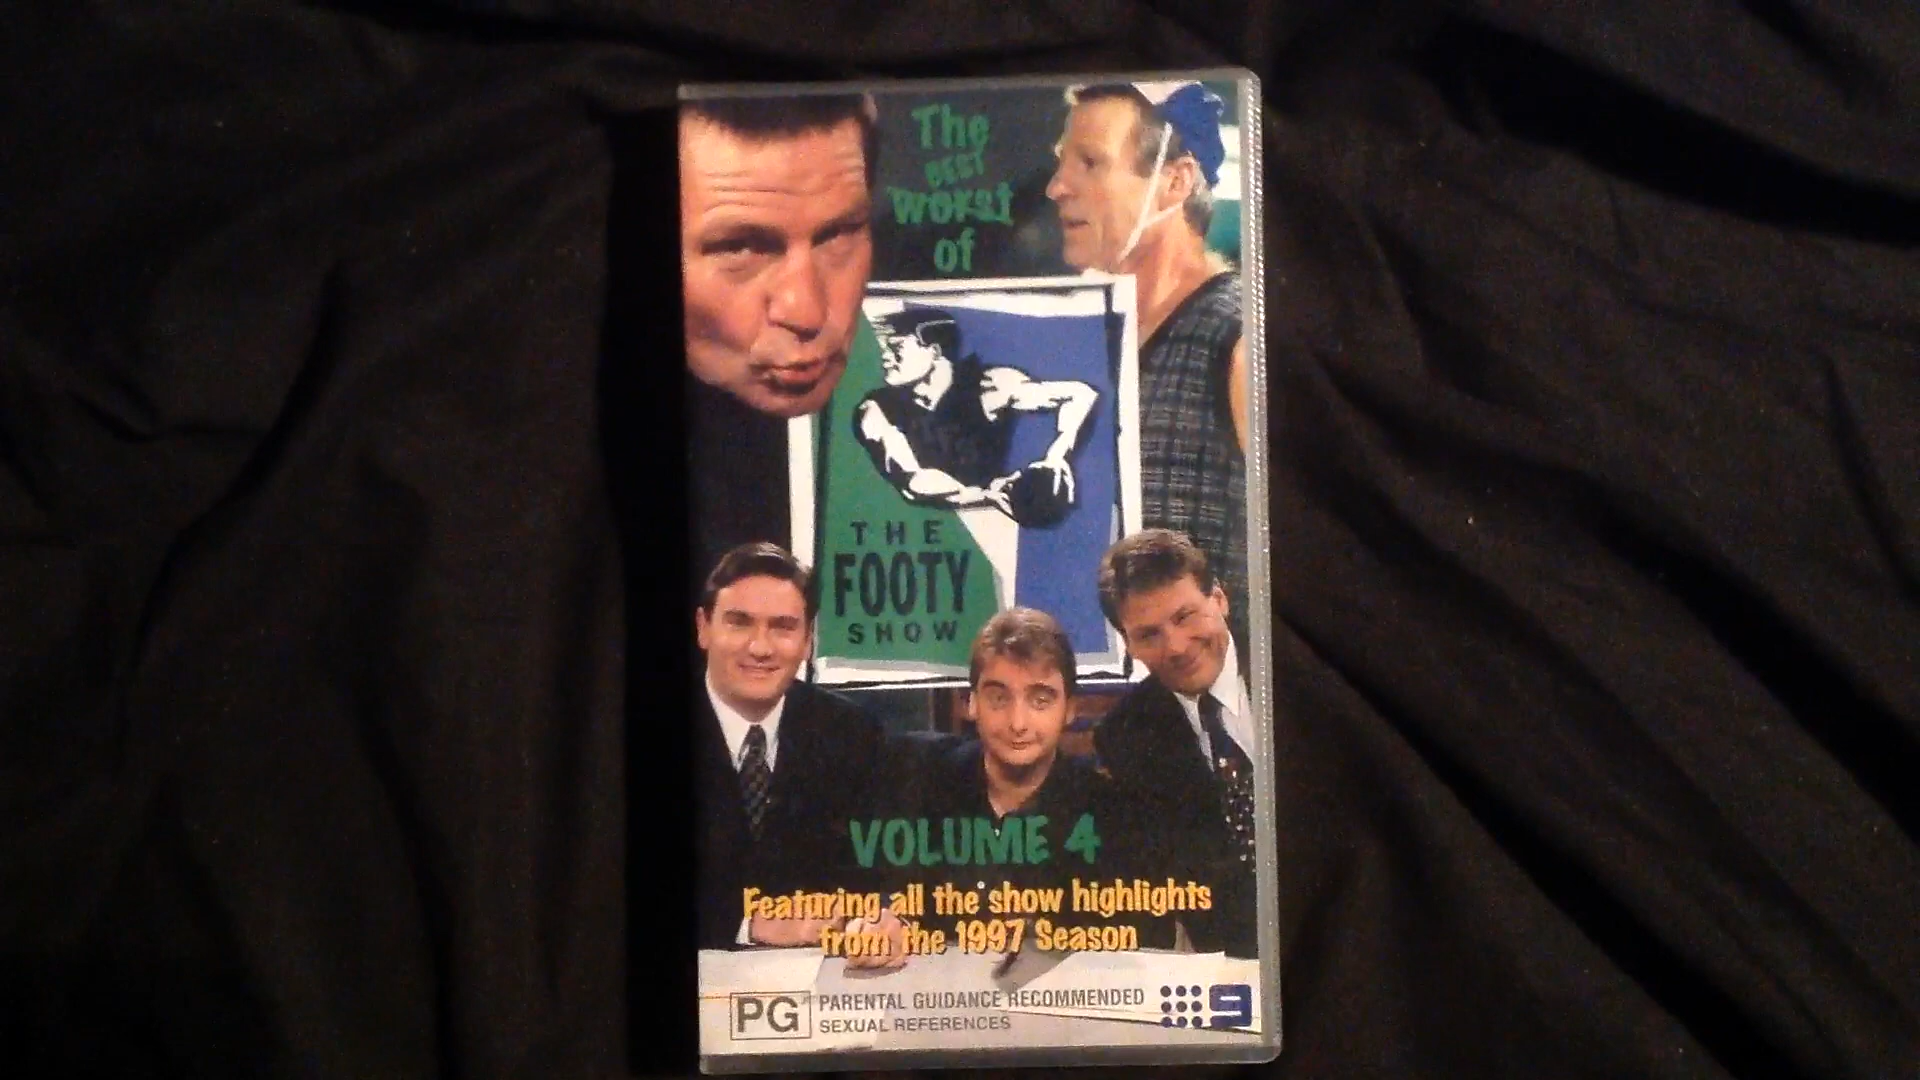 The
BEST
Worst
of
THE
FOOTY
SHOW
VOLUME 4
Featuring all the show highlights
from the 1997 Season
PG PARENTAL GUIDANCE RECOMMENDED
SEXUAL REFERENCES
9